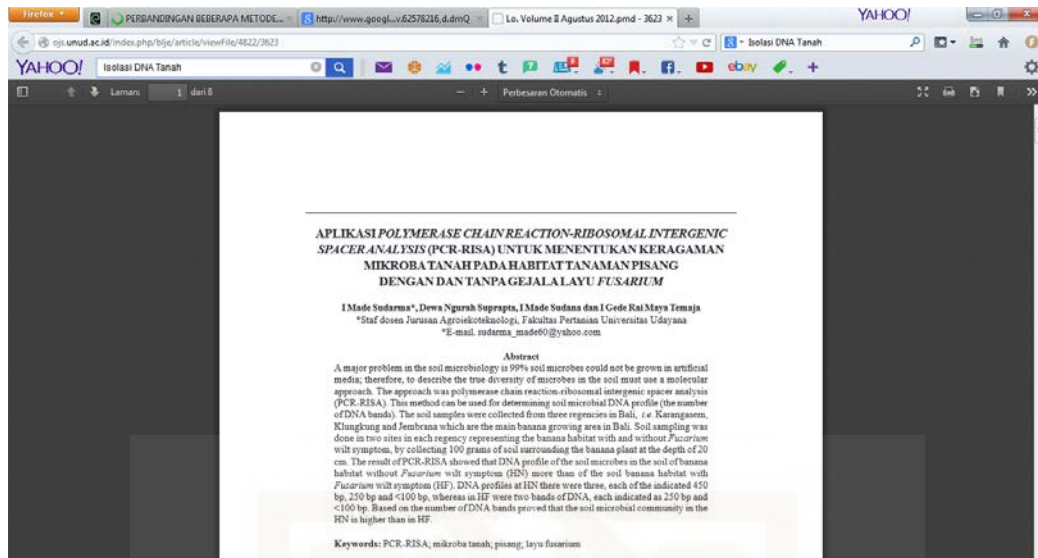 Firefox
PERBANDINGAN BEBERAPA METODE...
http://www.googl...v.62578216,d.dmQ
Lo. Volume II Agustus 2012.pmd - 3623
YAHOO!
ojs.unud.ac.id/index.php/blje/article/viewFile/4822/3623
Isolasi DNA Tanah
YAHOO!
Isolasi DNA Tanah
ebay
Laman:
1 dari 8
Perbesaran Otomatis
APLIKASI POLYMERASE CHAIN REACTION-RIBOSOMAL INTERGENIC
SPACER ANALYSIS (PCR-RISA) UNTUK MENENTUKAN KERAGAMAN
MIKROBA TANAH PADA HABITAT TANAMAN PISANG
DENGAN DAN TANPA GEJALA LAYU FUSARIUM
I Made Sudarma*, Dewa Ngurah Suprapta, I Made Sudana dan I Gede Rai Maya Temaja
*Staf dosen Jurusan Agroekoteknologi, Fakultas Pertanian Universitas Udayana
*E-mail. sudarma_made60@yahoo.com
Abstract
A major problem in the soil microbiology is 99% soil microbes could not be grown in artificial
media; therefore, to describe the true diversity of microbes in the soil must use a molecular
approach. The approach was polymerase chain reaction-ribosomal intergenic spacer analysis
(PCR-RISA). This method can be used for determining soil microbial DNA profile (the number
of DNA bands). The soil samples were collected from three regencies in Bali, i.e. Karangasem,
Klungkung and Jembrana which are the main banana growing area in Bali. Soil sampling was
done in two sites in each regency representing the banana habitat with and without Fusarium
wilt symptom, by collecting 100 grams of soil surrounding the banana plant at the depth of 20
cm. The result of PCR-RISA showed that DNA profile of the soil microbes in the soil of banana
habitat without Fusarium wilt symptom (HN) more than of the soil banana habitat with
Fusarium wilt symptom (HF). DNA profiles at HN there were three, each of the indicated 450
bp, 250 bp and <100 bp, whereas in HF were two bands of DNA, each indicated as 250 bp and
<100 bp. Based on the number of DNA bands proved that the soil microbial community in the
HN is higher than in HF.
Keywords: PCR-RISA; mikroba tanah; pisang; layu fusarium